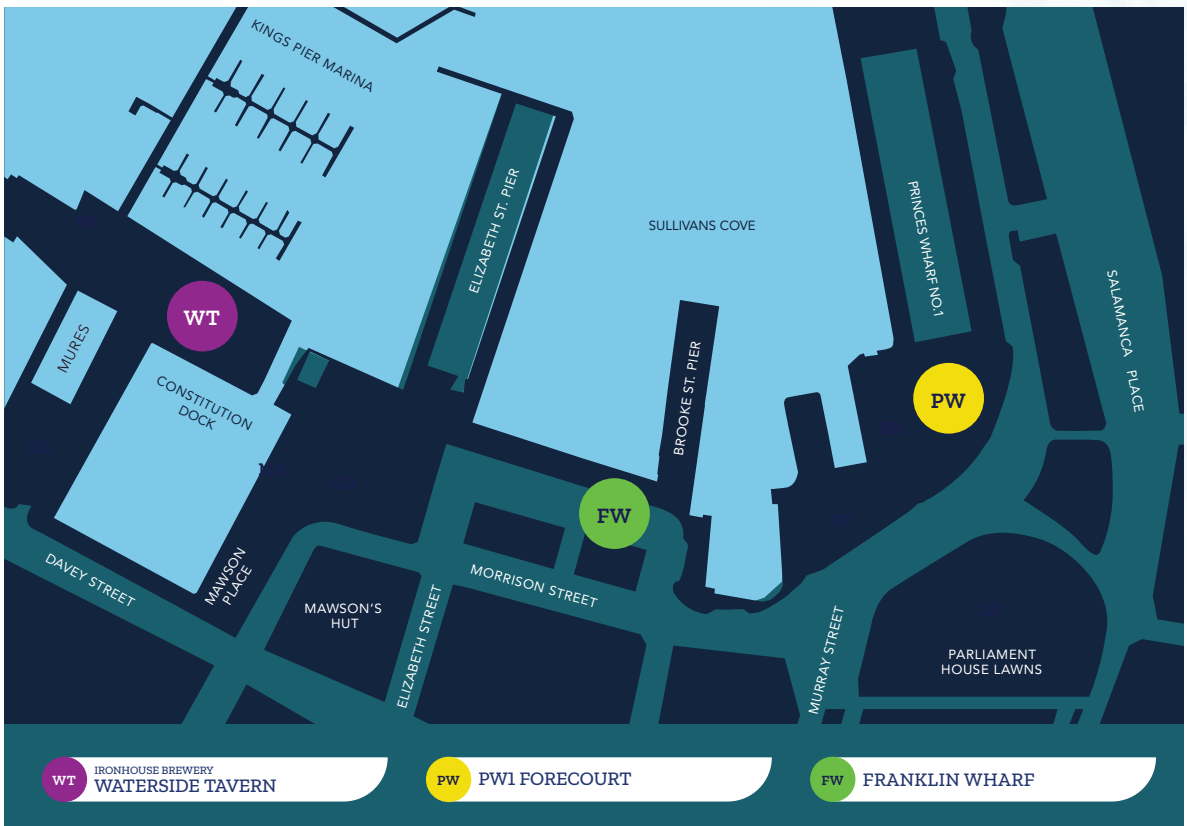 KINGS PIER MARINA
ELIZABETH ST. PIER
SULLIVANS COVE
PRINCES WHARF NO.1
SALAMANCA PLACE
WT
MURES
CONSTITUTION
DOCK
BROOKE ST. PIER
PW
FW
DAVEY STREET
MAWSON
PLACE
MAWSON'S
HUT
ELIZABETH STREET
MORRISON STREET
MURRAY STREET
PARLIAMENT
HOUSE LAWNS
WT
IRONHOUSE BREWERY
WATERSIDE TAVERN
PW
PW1 FORECOURT
FW
FRANKLIN WHARF